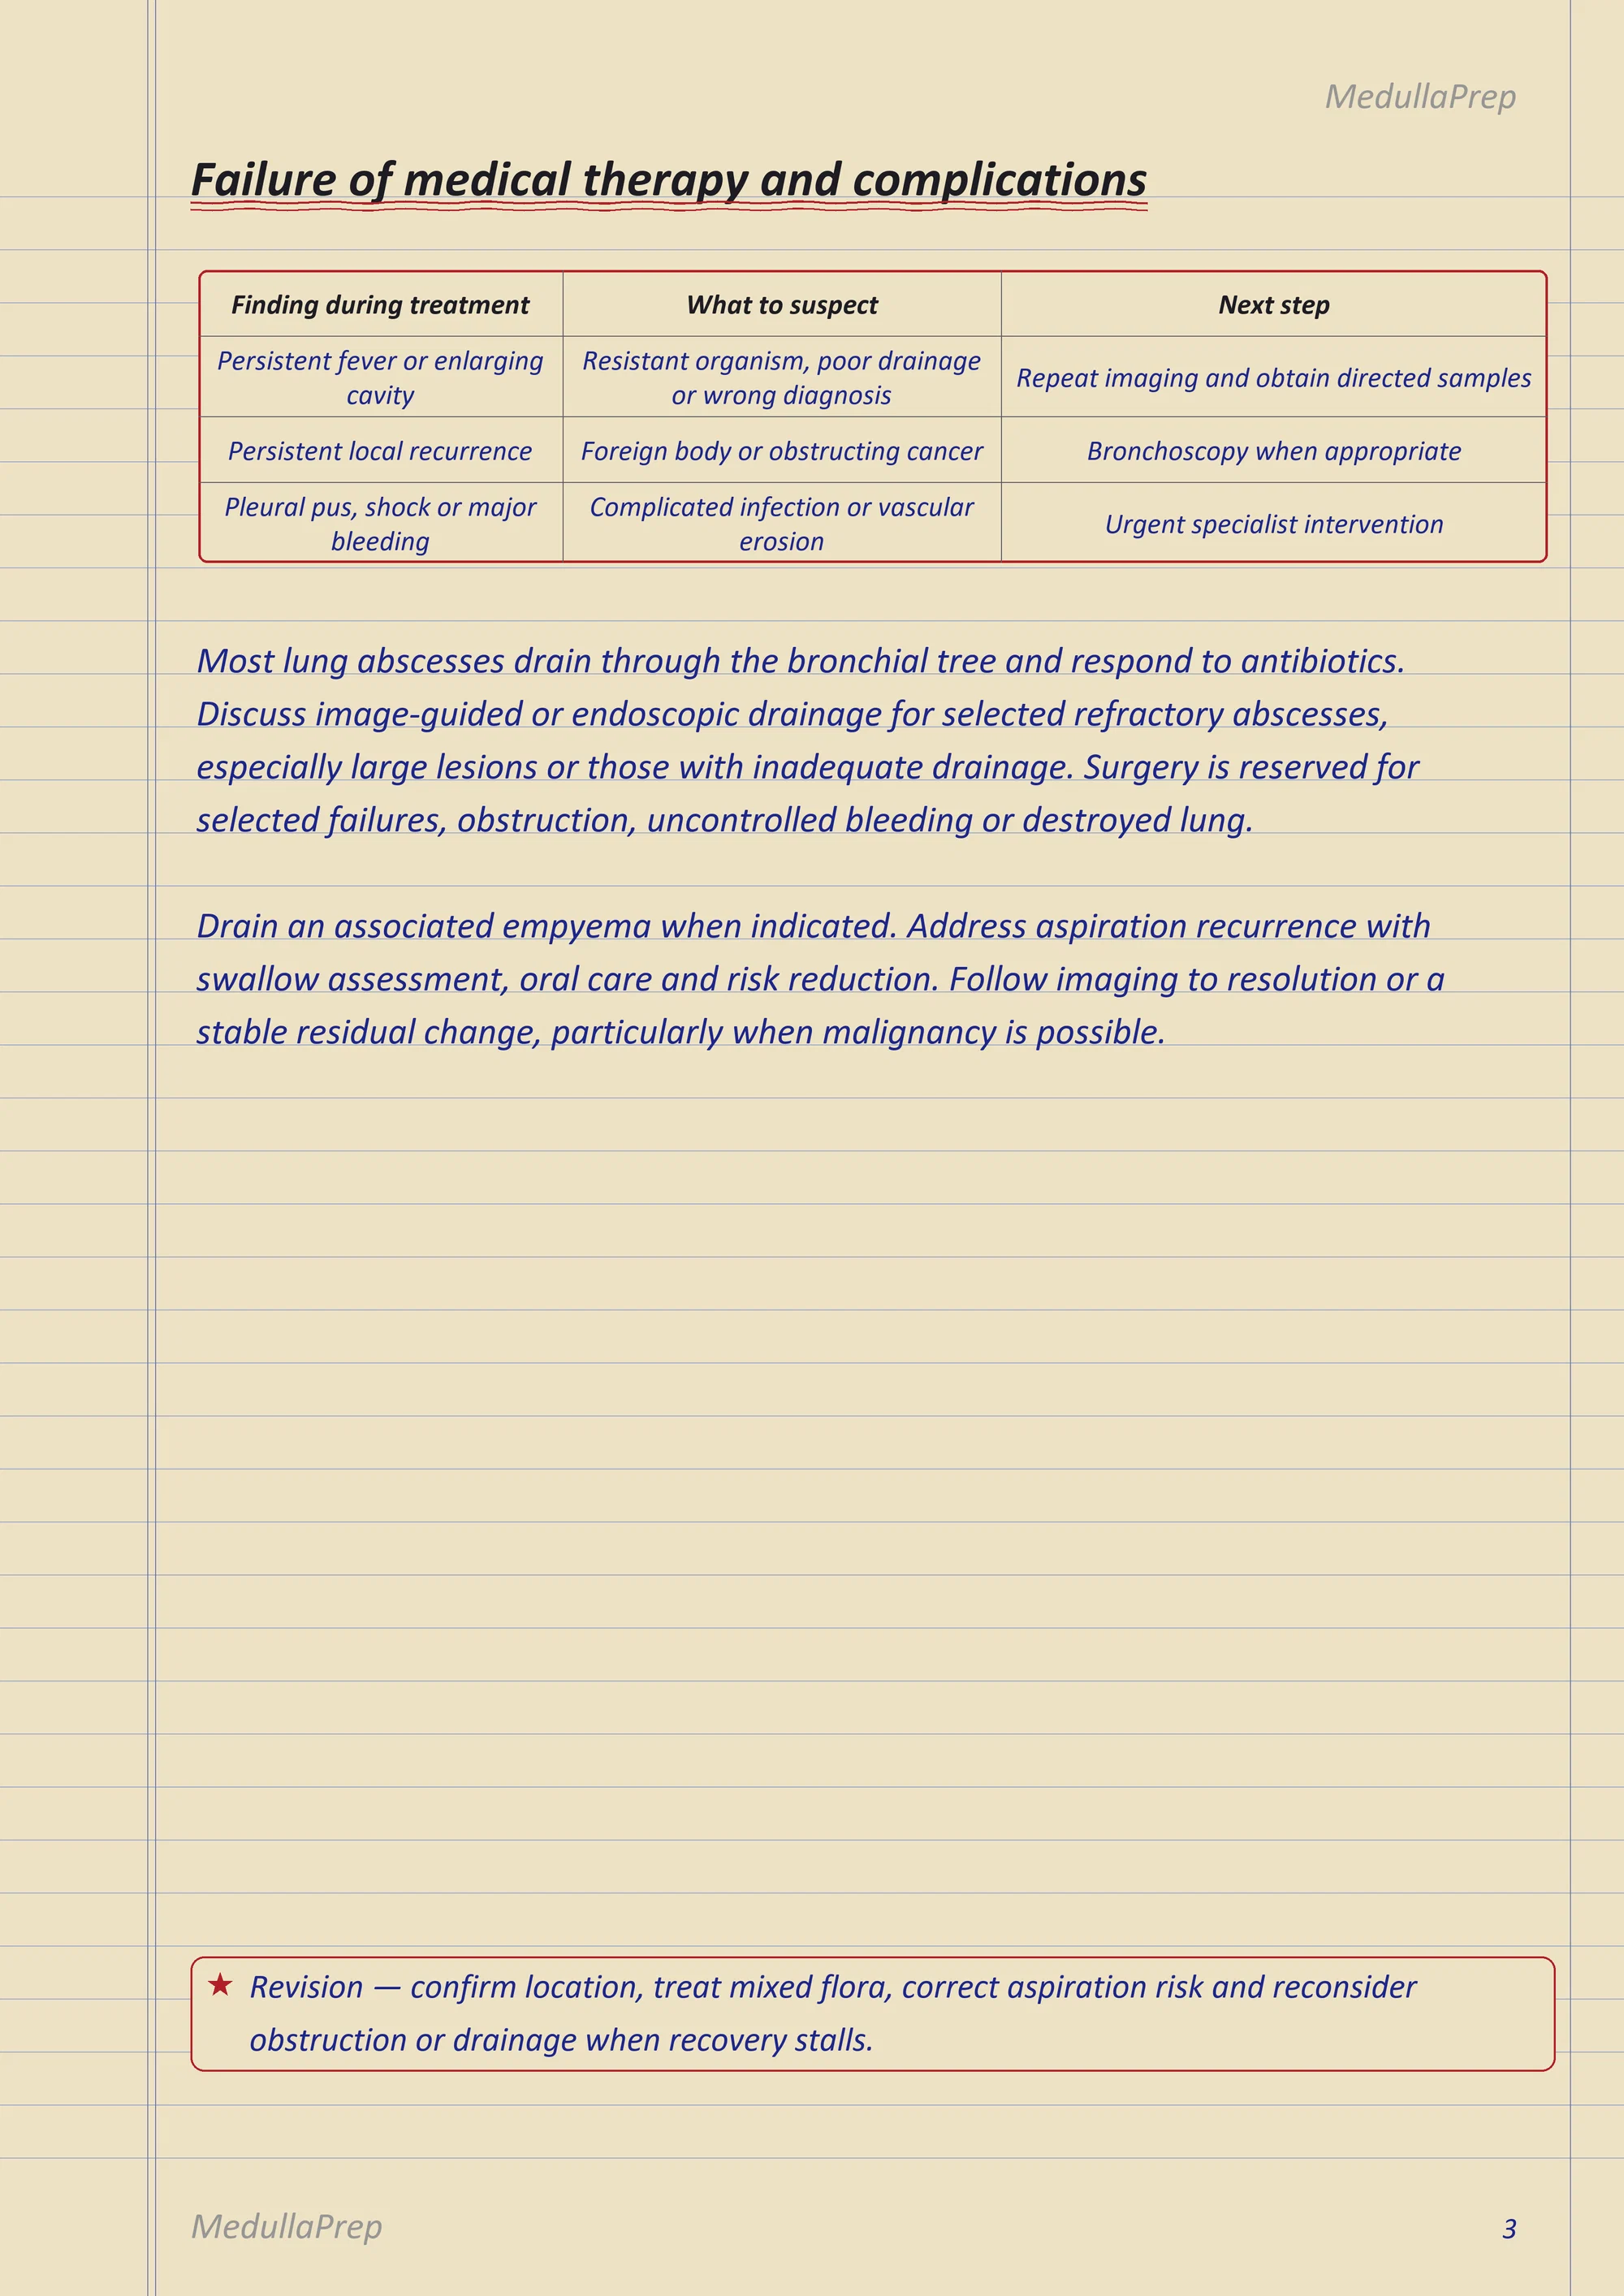 MedullaPrep
Failure of medical therapy and complications
Finding during treatment
What to suspect
Next step
Persistent fever or enlarging
cavity
Resistant organism, poor drainage
or wrong diagnosis
Repeat imaging and obtain directed samples
Persistent local recurrence
Foreign body or obstructing cancer
Bronchoscopy when appropriate
Pleural pus, shock or major
bleeding
Complicated infection or vascular
erosion
Urgent specialist intervention
Most lung abscesses drain through the bronchial tree and respond to antibiotics.
Discuss image-guided or endoscopic drainage for selected refractory abscesses,
especially large lesions or those with inadequate drainage. Surgery is reserved for
selected failures, obstruction, uncontrolled bleeding or destroyed lung.
Drain an associated empyema when indicated. Address aspiration recurrence with
swallow assessment, oral care and risk reduction. Follow imaging to resolution or a
stable residual change, particularly when malignancy is possible.
★ Revision — confirm location, treat mixed flora, correct aspiration risk and reconsider
obstruction or drainage when recovery stalls.
MedullaPrep
3